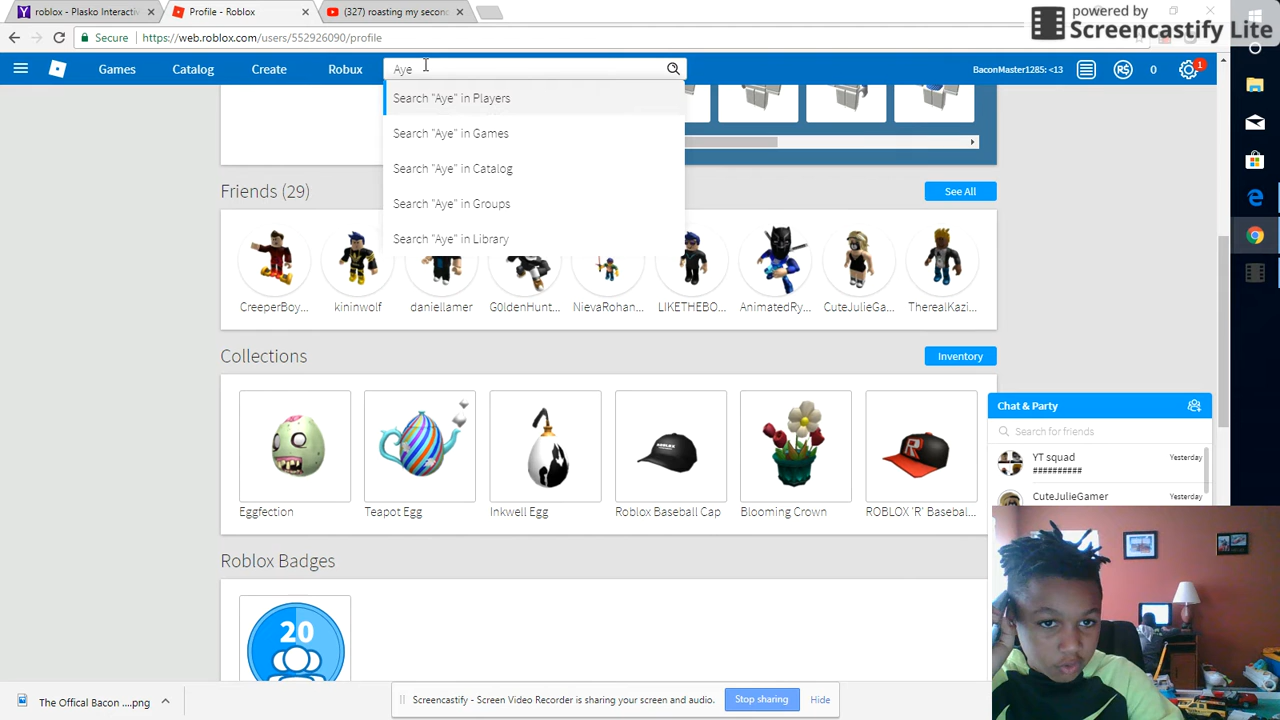 roblox - Plasko Interactiv
Profile - Roblox
(327) roasting my secon
powered by
Screencastify Lite
Secure
https://web.roblox.com/users/552926090/profile
Games
Catalog
Create
Robux
Aye
BaconMaster1285: <13
0
1
Search "Aye" in Players
Search "Aye" in Games
Search "Aye" in Catalog
Search "Aye" in Groups
Search "Aye" in Library
Friends (29)
See All
CreeperBoy...
kininwolf
daniellamer
G0ldenHunt...
NievaRohan...
LIKETHEBO...
AnimatedRy...
CuteJulieGa...
TherealKazi...
Collections
Inventory
Eggfection
Teapot Egg
Inkwell Egg
Roblox Baseball Cap
Blooming Crown
ROBLOX 'R' Basebal...
Chat & Party
Search for friends
YT squad
Yesterday
##########
CuteJulieGamer
Yesterday
Roblox Badges
20
The Offical Bacon ....png
Screencastify - Screen Video Recorder is sharing your screen and audio.
Stop sharing
Hide